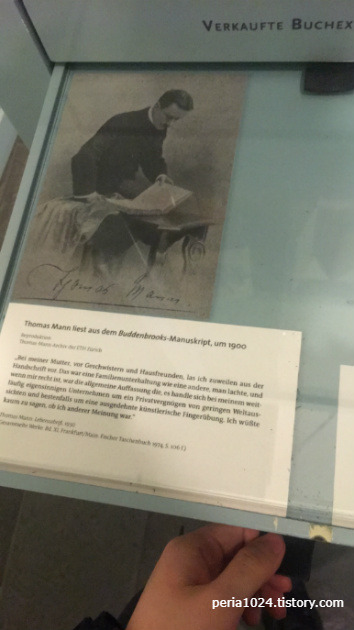 VERKAUFTE BUCHEX
Thomas Mann
Thomas Mann liest aus dem Buddenbrooks-Manuskript, um 1900
Reproduktion
Thomas-Mann-Archiv der ETH Zürich
„Bei meiner Mutter, vor Geschwistern und Hausfreunden, las ich zuweilen aus der
Handschrift vor. Das war eine Familienunterhaltung wie eine andere, man lachte, und
wenn mir recht ist, war die allgemeine Auffassung die, es handle sich bei meinem weit-
läufig eigensinnigen Unternehmen um ein Privatvergnügen von geringen Weltaus-
sichten und bestenfalls um eine ausgedehnte künstlerische Fingerübung. Ich wüßte
kaum zu sagen, ob ich anderer Meinung war."
Thomas Mann: Lebensabriß, 1930
Gesammelte Werke, Bd. XI, Frankfurt/Main: Fischer Taschenbuch 1974, S.
peria1024.tistory.com